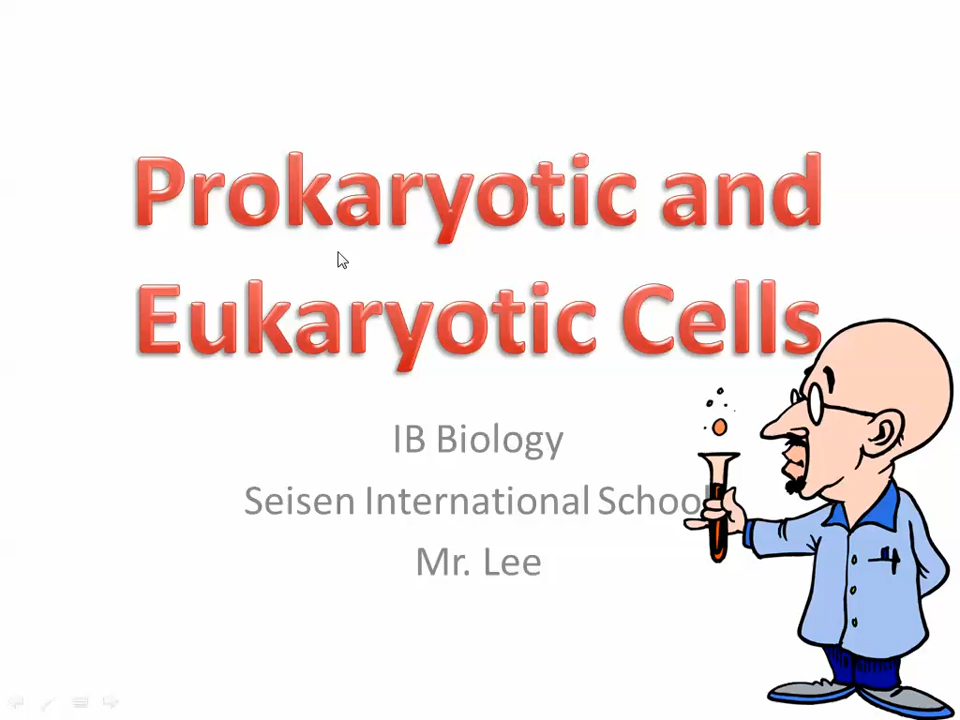 Prokaryotic and
Eukaryotic Cells
IB Biology
Seisen International School
Mr. Lee